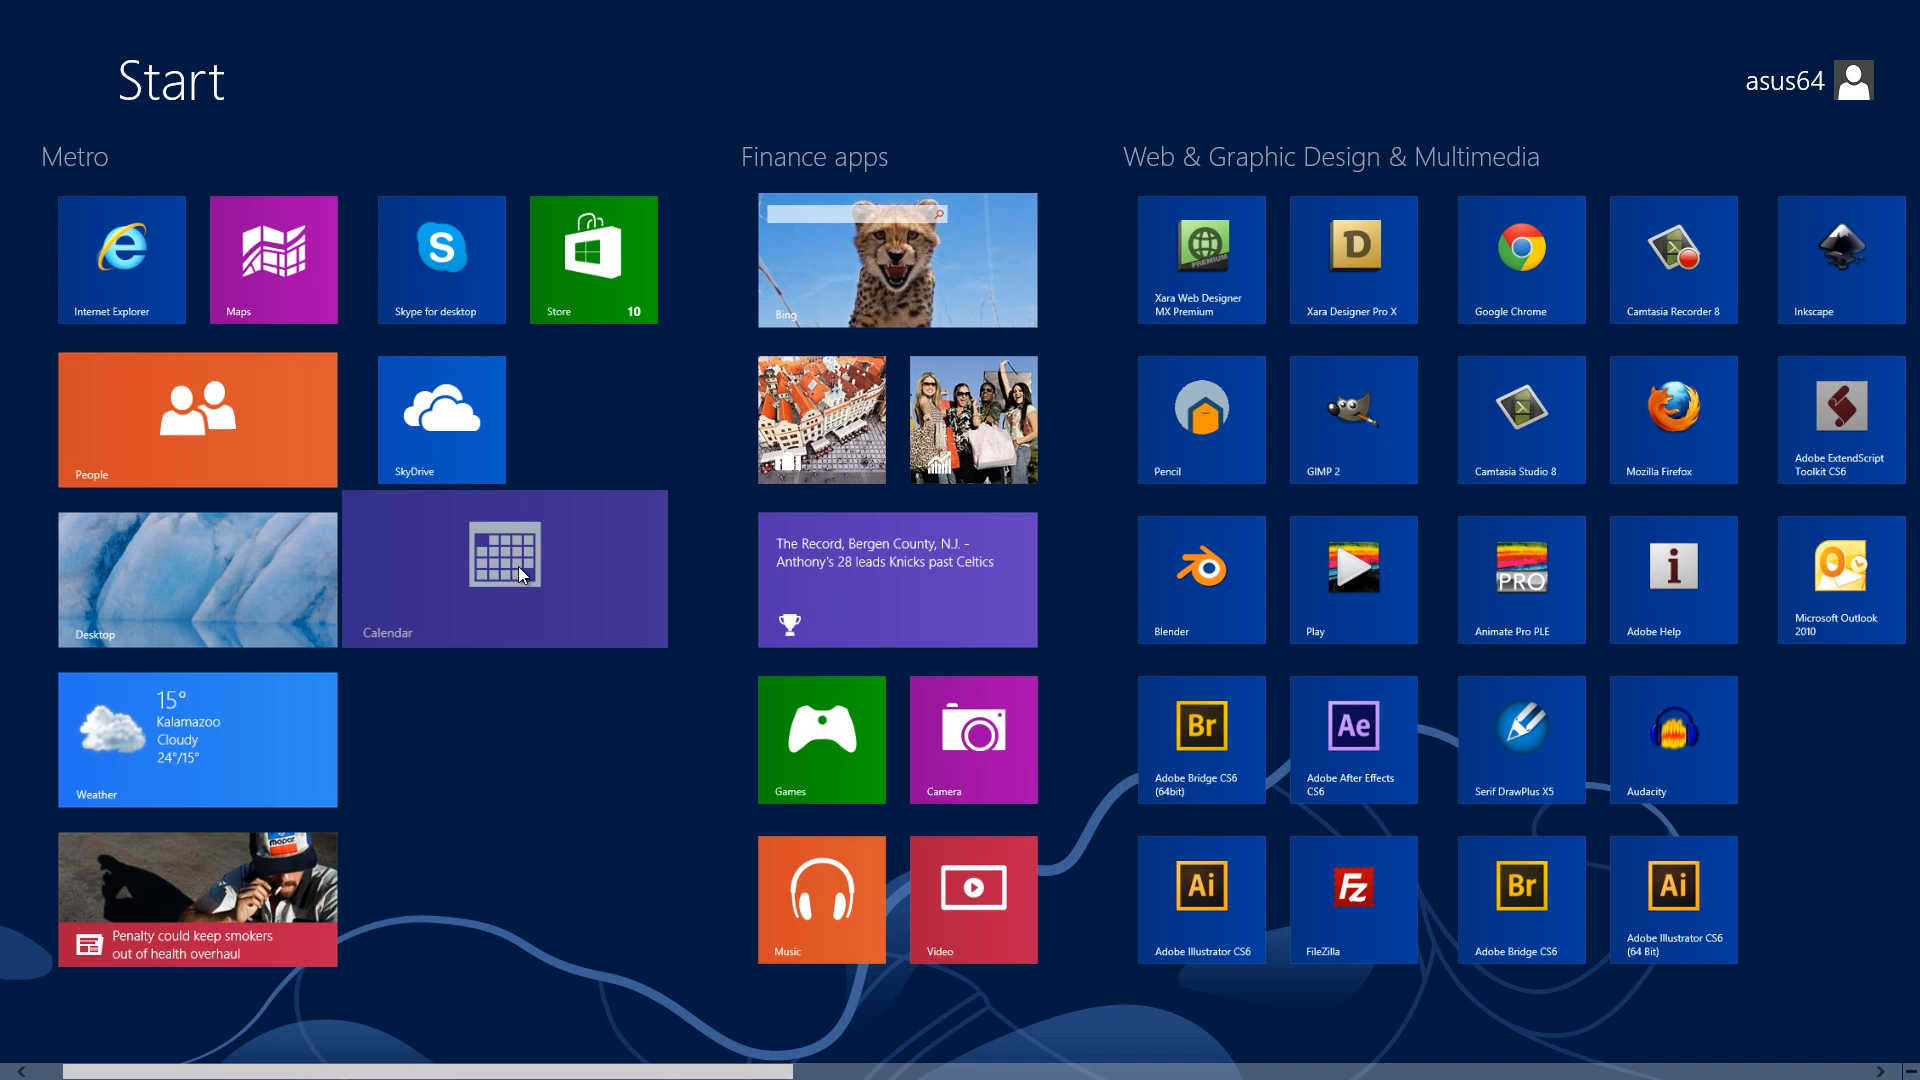 Start
asus64
Metro
Finance apps
Web & Graphic Design & Multimedia
Internet Explorer
Maps
Skype for desktop
Store
10
Bing
Xara Web Designer
MX Premium
Xara Designer Pro X
Google Chrome
Camtasia Recorder 8
Inkscape
People
SkyDrive
Pencil
GIMP 2
Camtasia Studio 8
Mozilla Firefox
Adobe ExtendScript
Toolkit CS6
Desktop
Calendar
The Record, Bergen County, N.J. -
Anthony's 28 leads Knicks past Celtics
Blender
Play
PRO
Animate Pro PLE
Adobe Help
Microsoft Outlook
2010
15°
Kalamazoo
Cloudy
24°/15°
Weather
Games
Camera
Br
Adobe Bridge CS6
(64bit)
Ae
Adobe After Effects
CS6
Serif DrawPlus X5
Audacity
mopar
Penalty could keep smokers
out of health overhaul
Music
Video
Ai
Adobe Illustrator CS6
Fz
FileZilla
Br
Adobe Bridge CS6
Ai
Adobe Illustrator CS6
(64 Bit)